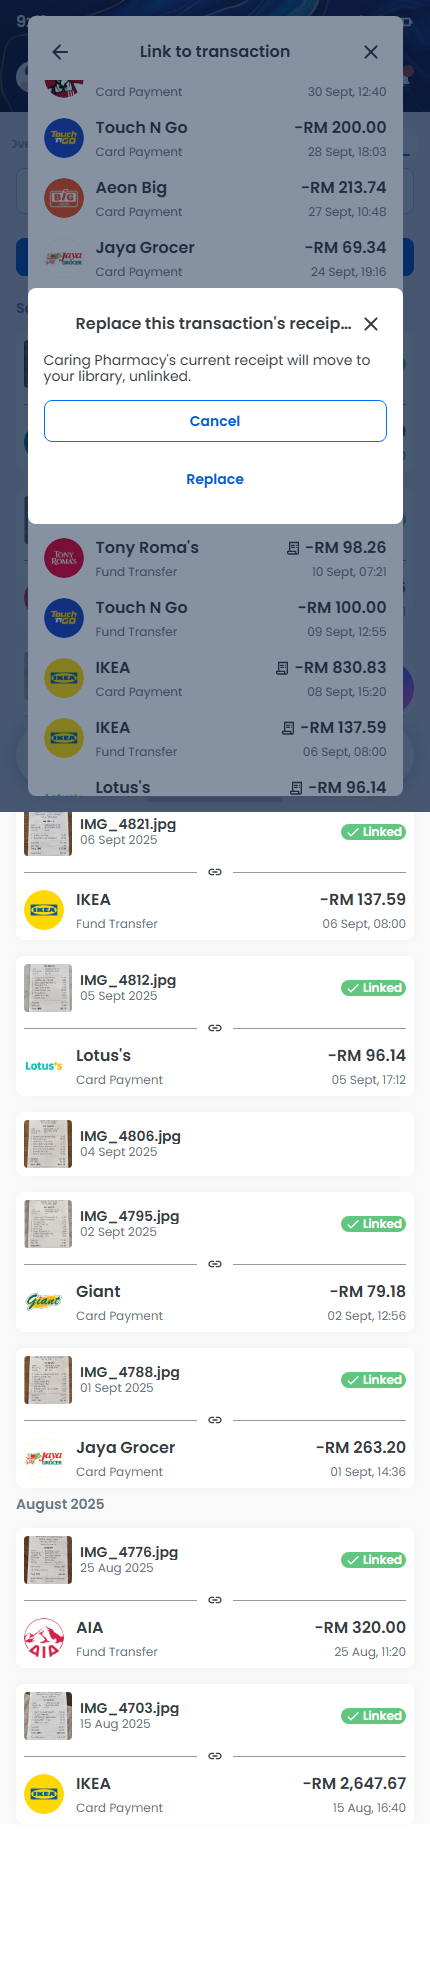 Link to transaction
Card Payment 30 Sept, 12:40
Touch N Go -RM 200.00
Card Payment 28 Sept, 18:03
Aeon Big -RM 213.74
Card Payment 27 Sept, 10:48
Jaya Grocer -RM 69.34
Card Payment 24 Sept, 19:16
Replace this transaction's receip...
Caring Pharmacy's current receipt will move to
your library, unlinked.
Cancel
Replace
Tony Roma's -RM 98.26
Fund Transfer 10 Sept, 07:21
Touch N Go -RM 100.00
Fund Transfer 09 Sept, 12:55
IKEA -RM 830.83
Card Payment 08 Sept, 15:20
IKEA -RM 137.59
Fund Transfer 06 Sept, 08:00
Lotus's -RM 96.14
IMG_4821.jpg Linked
06 Sept 2025
IKEA -RM 137.59
Fund Transfer 06 Sept, 08:00
IMG_4812.jpg Linked
05 Sept 2025
Lotus's -RM 96.14
Card Payment 05 Sept, 17:12
IMG_4806.jpg
04 Sept 2025
IMG_4795.jpg Linked
02 Sept 2025
Giant -RM 79.18
Card Payment 02 Sept, 12:56
IMG_4788.jpg Linked
01 Sept 2025
Jaya Grocer -RM 263.20
Card Payment 01 Sept, 14:36
August 2025
IMG_4776.jpg Linked
25 Aug 2025
AIA -RM 320.00
Fund Transfer 25 Aug, 11:20
IMG_4703.jpg Linked
15 Aug 2025
IKEA -RM 2,647.67
Card Payment 15 Aug, 16:40